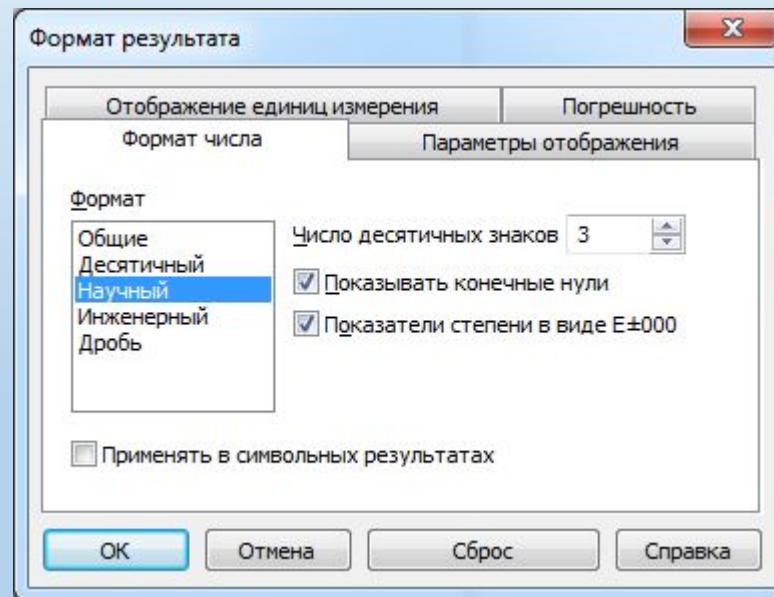 Формат результата
Отображение единиц измерения
Погрешность
Формат числа
Параметры отображения
Формат
Общие
Десятичный
Научный
Инженерный
Дробь
Число десятичных знаков 3
Показывать конечные нули
Показатели степени в виде E±000
Применять в символьных результатах
ОК
Отмена
Сброс
Справка